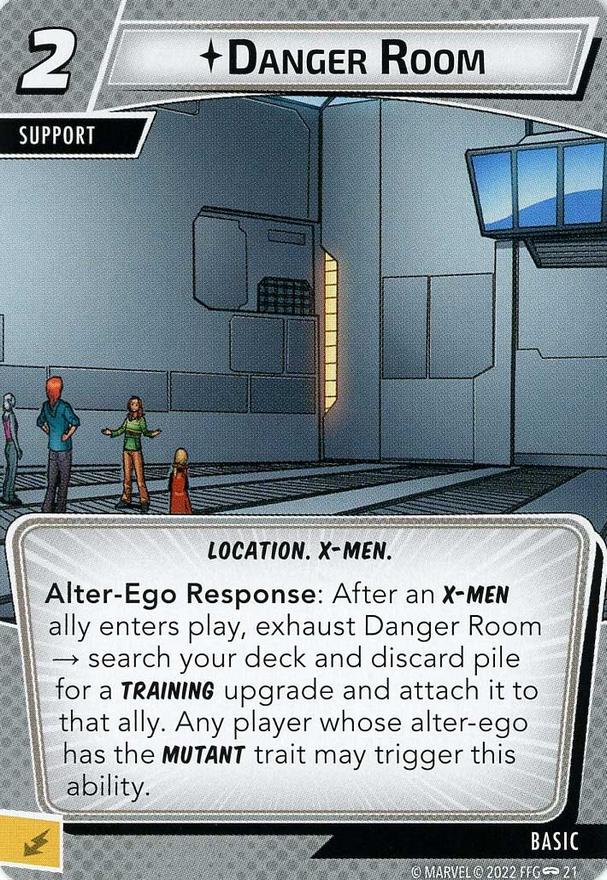 2
DANGER ROOM
SUPPORT
LOCATION. X-MEN.
Alter-Ego Response: After an X-MEN
ally enters play, exhaust Danger Room
→ search your deck and discard pile
for a TRAINING upgrade and attach it to
that ally. Any player whose alter-ego
has the MUTANT trait may trigger this
ability.
BASIC
© MARVEL © 2022 FFG 21